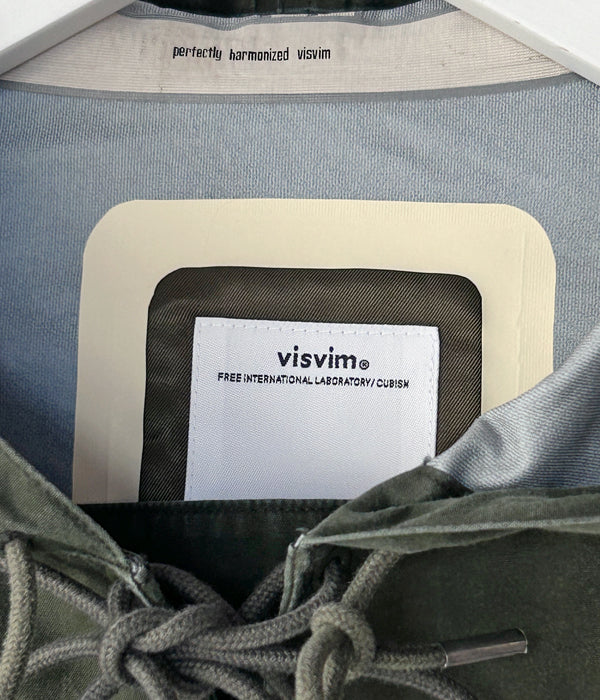 perfectly harmonized visvim
visvim®
FREE INTERNATIONAL LABORATORY/ CUBISM